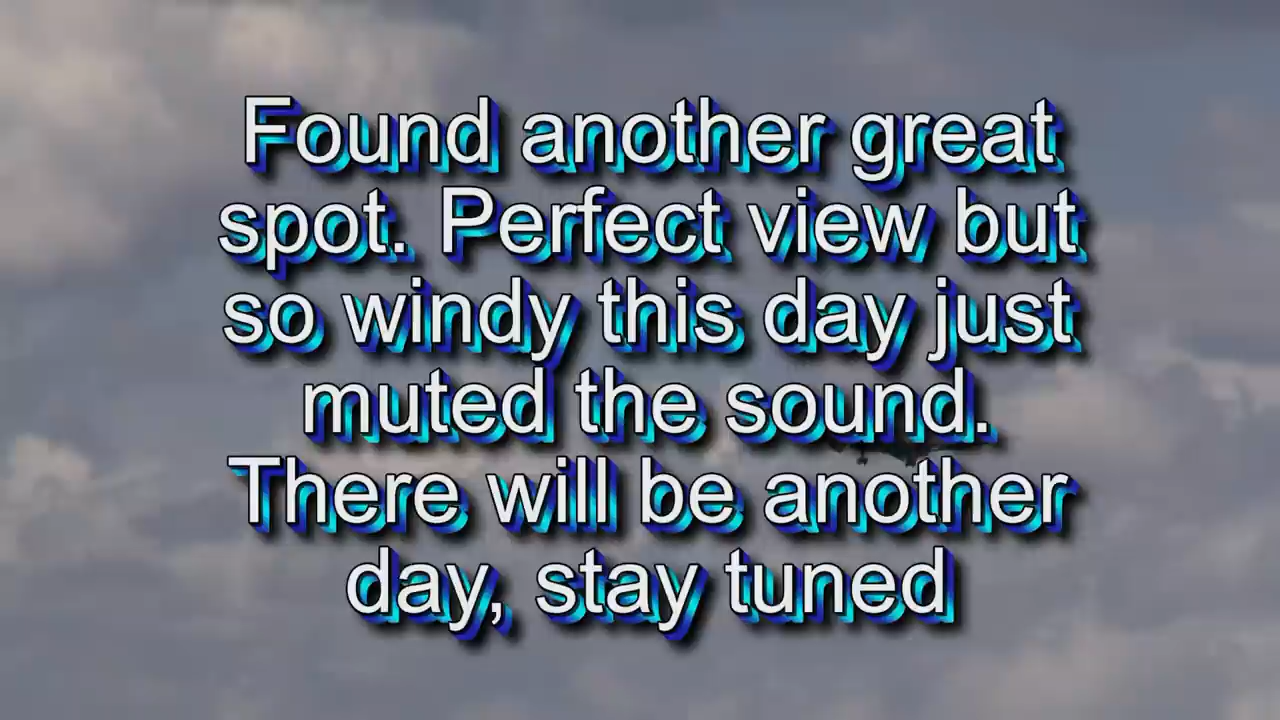 Found another great
spot. Perfect view but
so windy this day just
muted the sound.
There will be another
day, stay tuned